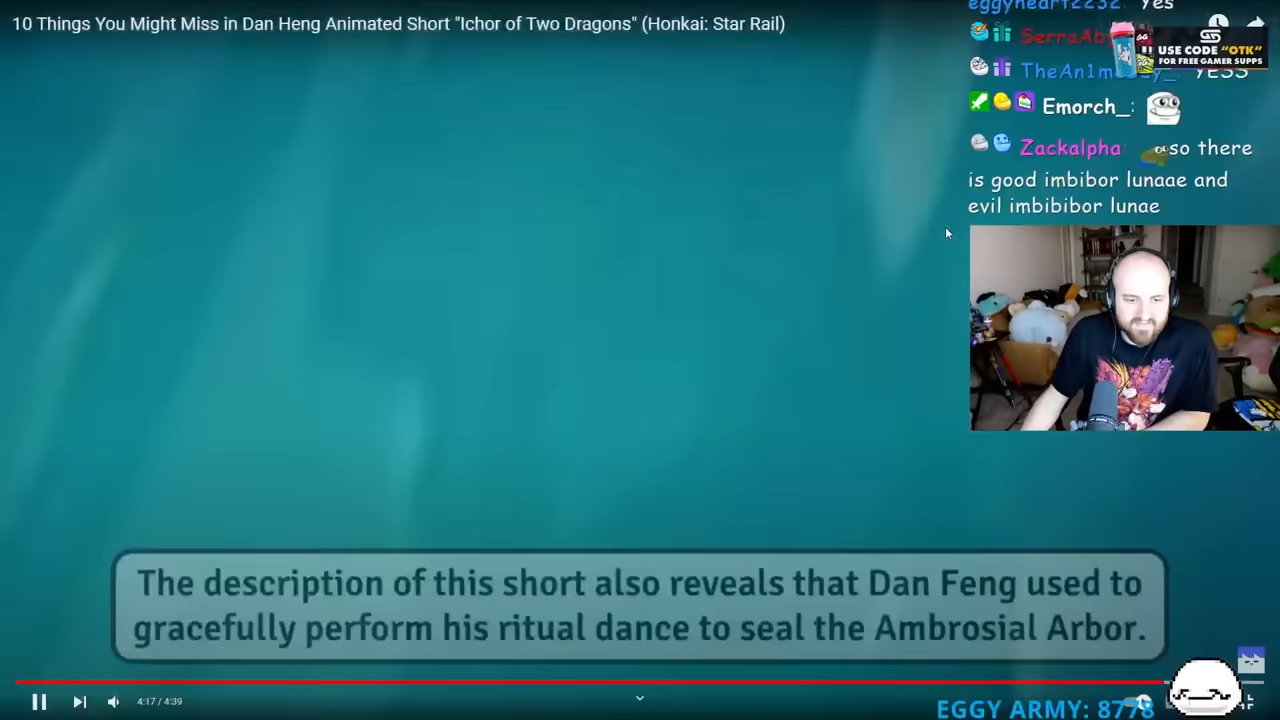 10 Things You Might Miss in Dan Heng Animated Short "Ichor of Two Dragons" (Honkai: Star Rail)
eggyheart2232 Yes
SerraAb
USE CODE "OTK"
FOR FREE GAMER SUPPS
TheAn1m YESS
Emorch_:
Zackalpha: so there
is good imbibor lunaae and
evil imbibibor lunae
The description of this short also reveals that Dan Feng used to
gracefully perform his ritual dance to seal the Ambrosial Arbor.
4:17 / 4:39
EGGY ARMY: 8778